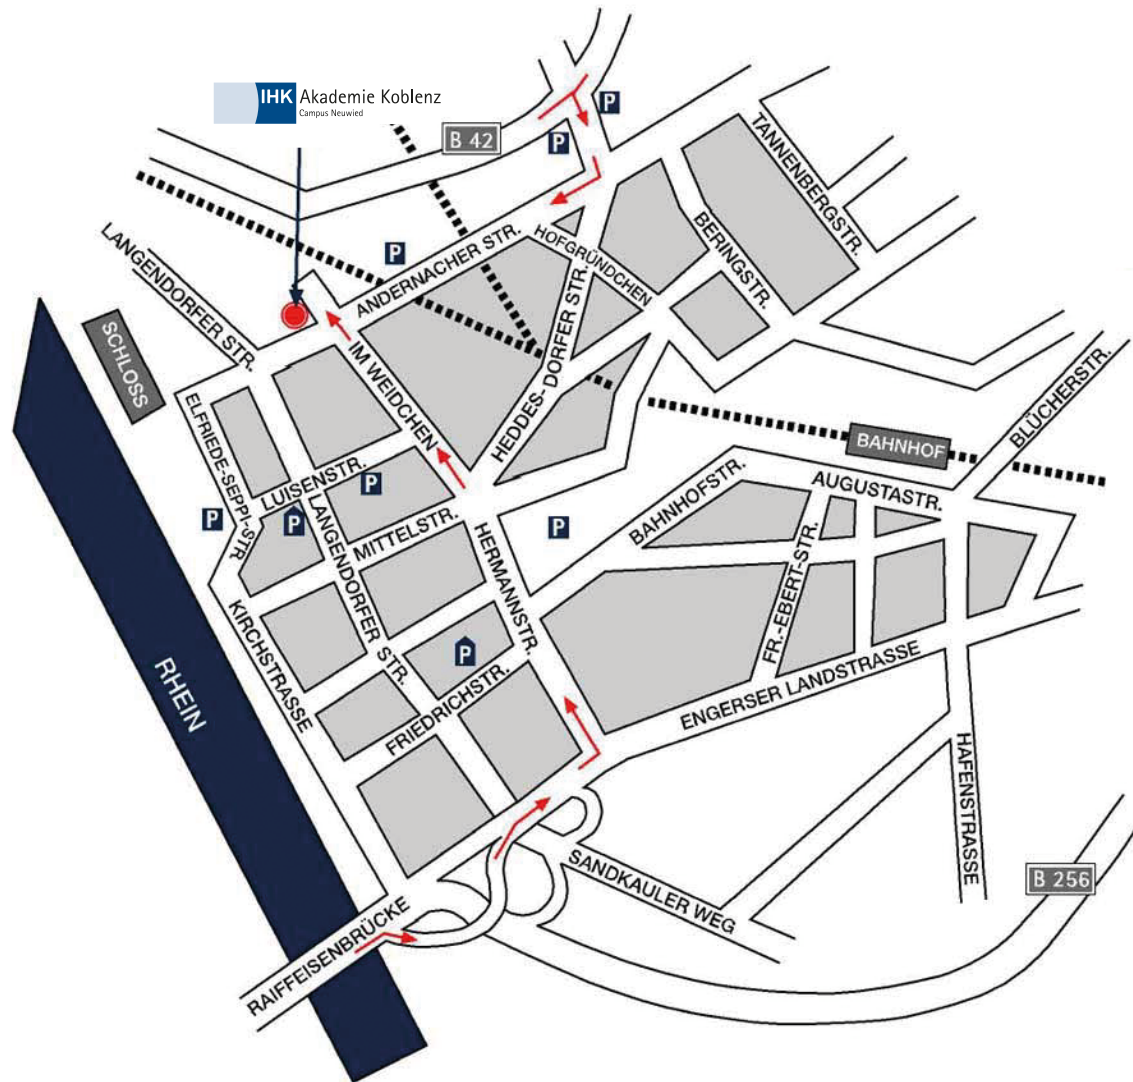 IHK Akademie Koblenz
Campus Neuwied
P
B 42
P
TANNENBERGSTR.
LANGENDORFER STR.
P
ANDERNACHER STR.
HOFGRÜNDCHEN
BERINGSTR.
SCHLOSS
IM WEIDCHEN
HEDDES- DORFER STR.
BLÜCHERSTR.
ELFRIEDE-SEPPI-STR
BAHNHOF
LUISENSTR.
P
BAHNHOFSTR.
AUGUSTASTR.
P
P
LANGENDORFER STR.
MITTELSTR.
HERMANNSTR.
P
FR.-EBERT-STR.
KIRCHSTRASSE
P
RHEIN
FRIEDRICHSTR.
ENGERSER LANDSTRASSE
HAFENSTRASSE
SANDKAULER WEG
B 256
RAIFFEISENBRÜCKE